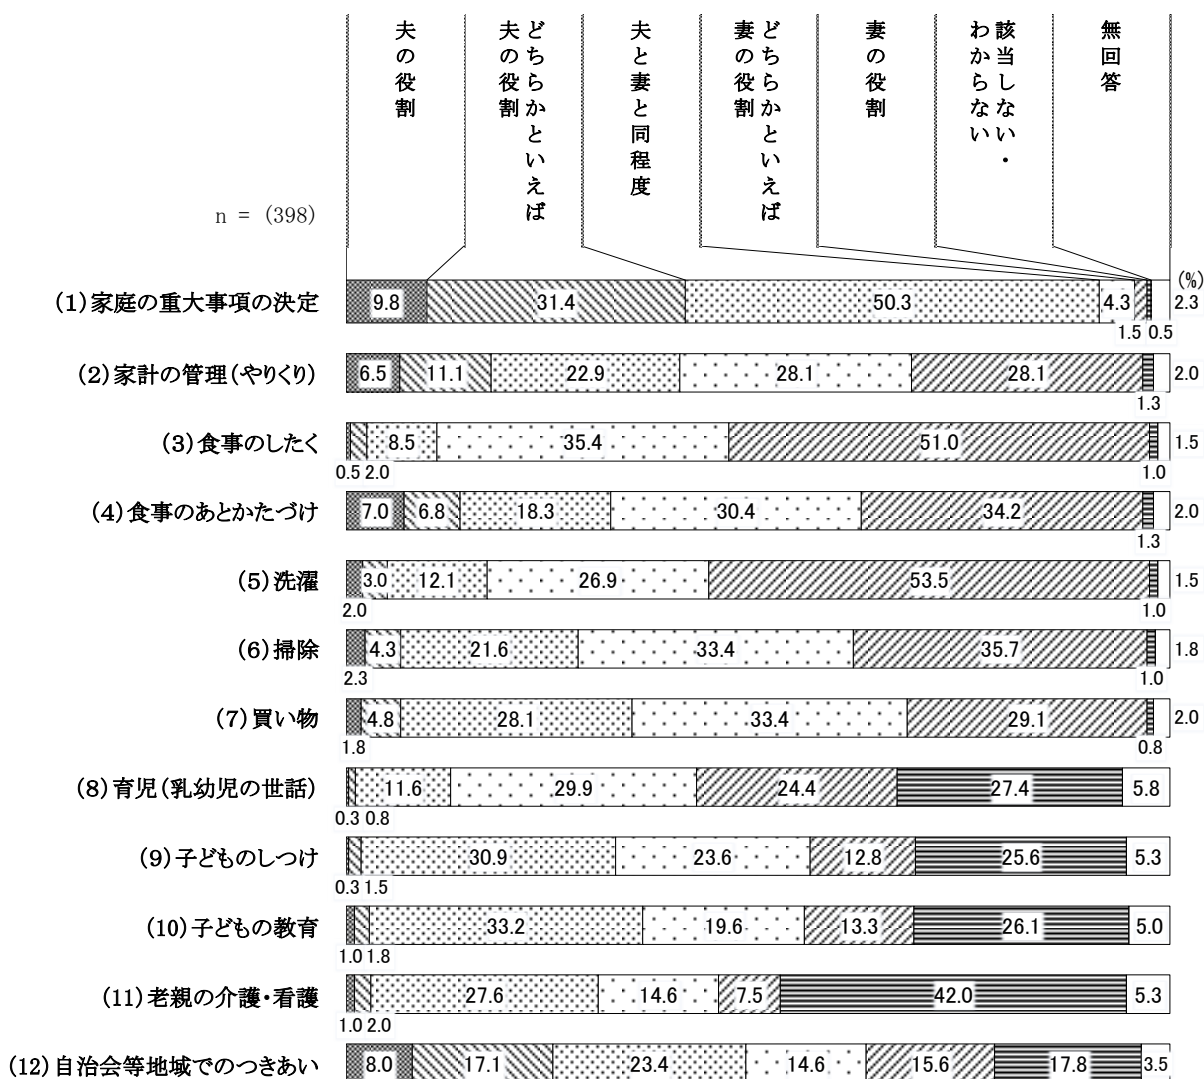 夫の役割
どちらかといえば
夫の役割
夫と妻と同程度
どちらかといえば
妻の役割
妻の役割
該当しない・
わからない
無回答
n = (398)
(%)
(1)家庭の重大事項の決定 9.8 31.4 50.3 4.3 1.5 0.5 2.3
(2)家計の管理(やりくり) 6.5 11.1 22.9 28.1 28.1 1.3 2.0
(3)食事のしたく 0.5 2.0 8.5 35.4 51.0 1.0 1.5
(4)食事のあとかたづけ 7.0 6.8 18.3 30.4 34.2 1.3 2.0
(5)洗濯 2.0 3.0 12.1 26.9 53.5 1.0 1.5
(6)掃除 2.3 4.3 21.6 33.4 35.7 1.0 1.8
(7)買い物 1.8 4.8 28.1 33.4 29.1 0.8 2.0
(8)育児(乳幼児の世話) 0.3 0.8 11.6 29.9 24.4 27.4 5.8
(9)子どものしつけ 0.3 1.5 30.9 23.6 12.8 25.6 5.3
(10)子どもの教育 1.0 1.8 33.2 19.6 13.3 26.1 5.0
(11)老親の介護・看護 1.0 2.0 27.6 14.6 7.5 42.0 5.3
(12)自治会等地域でのつきあい 8.0 17.1 23.4 14.6 15.6 17.8 3.5